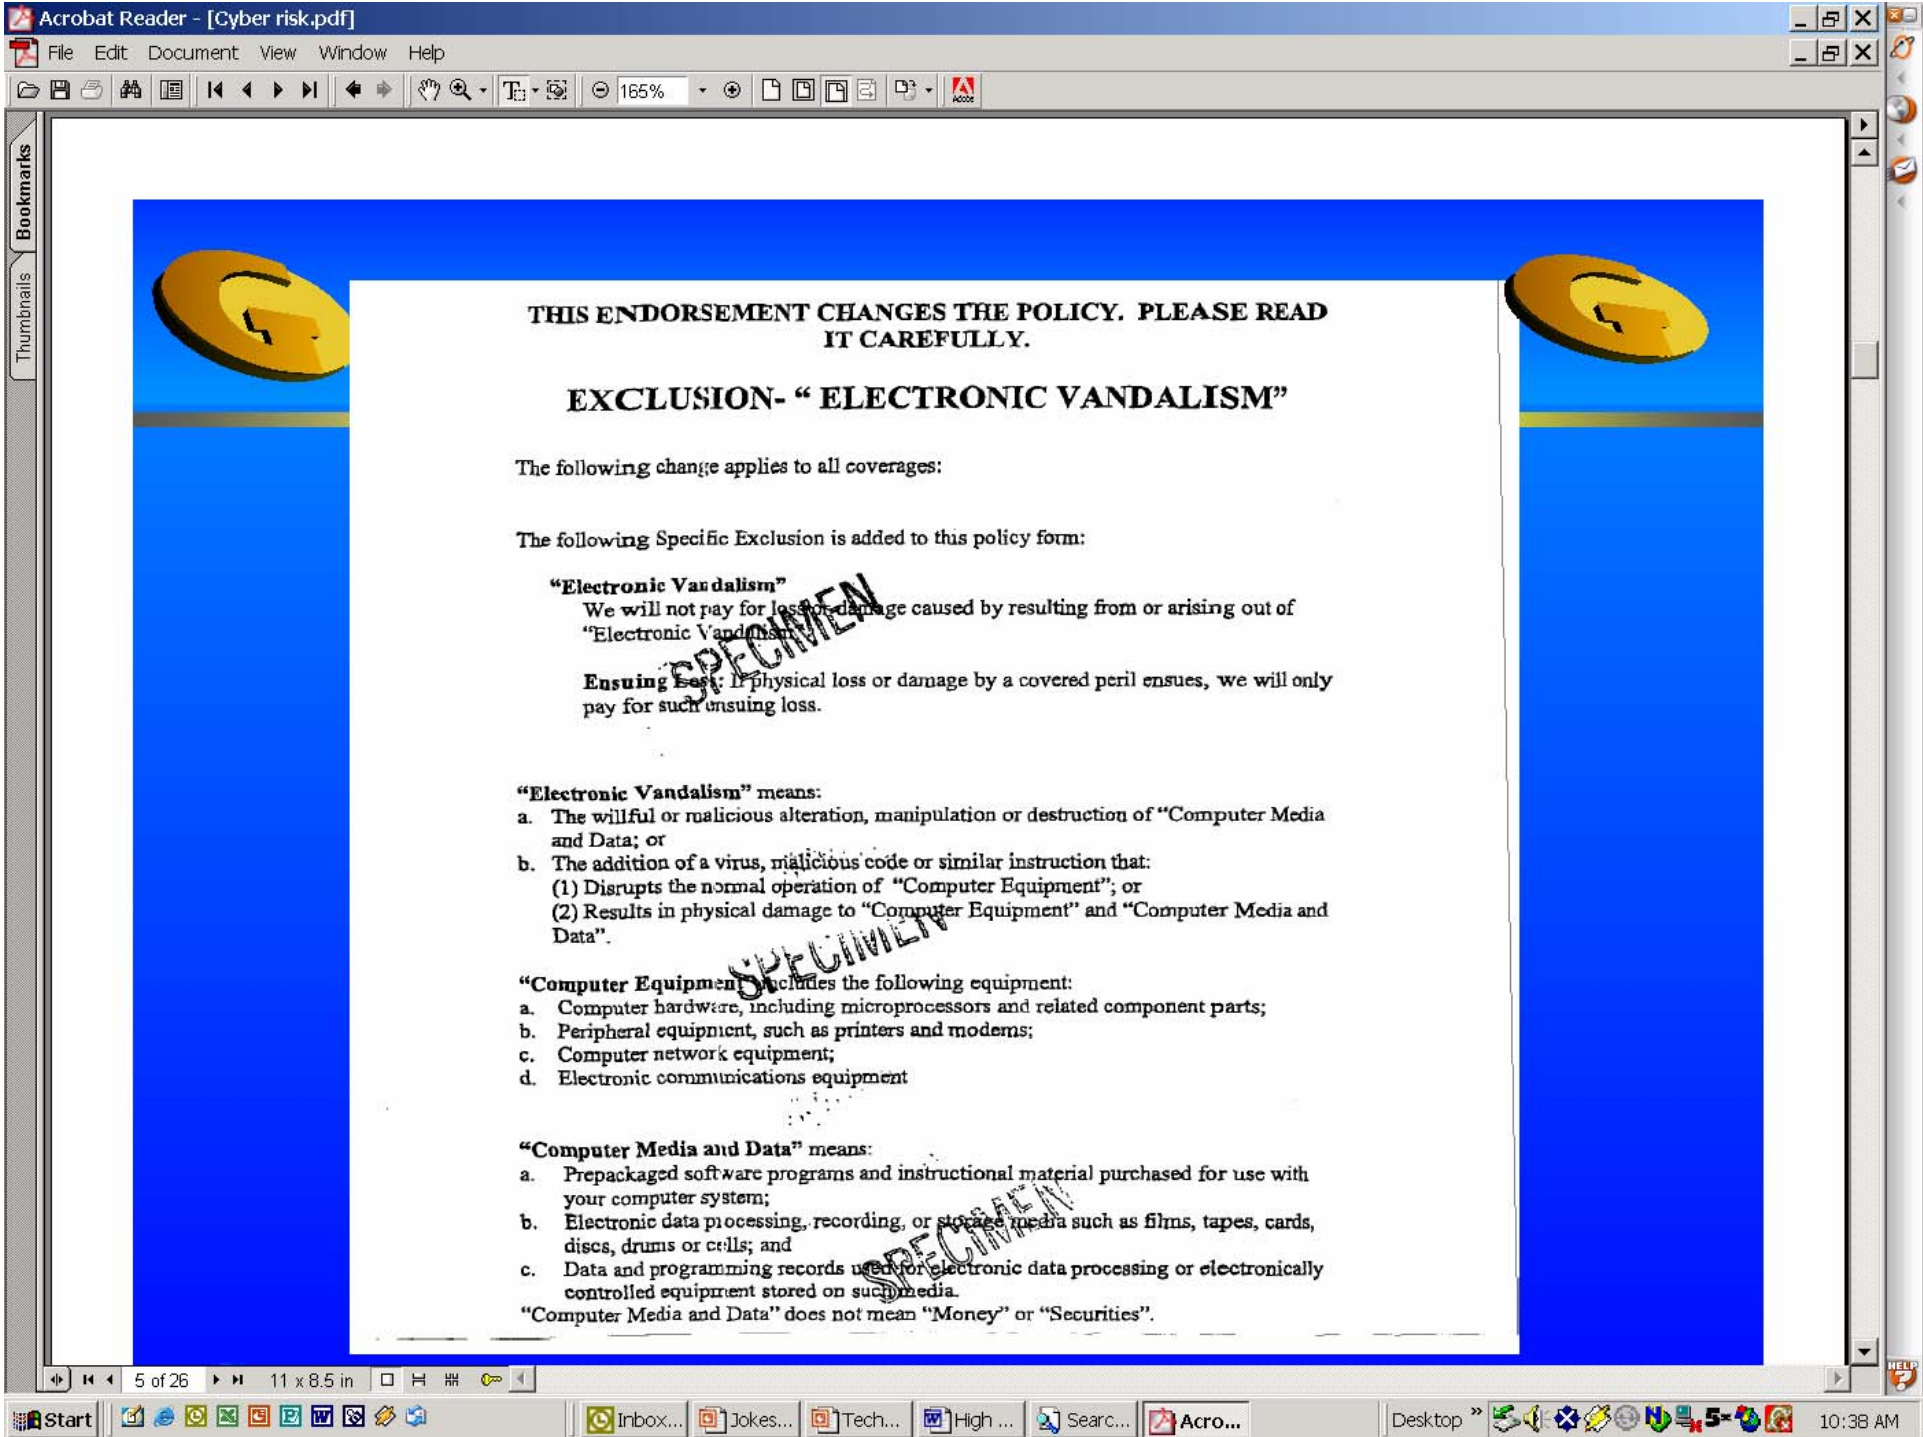 Acrobat Reader - [Cyber risk.pdf]
File Edit Document View Window Help
165%
Adobe
Bookmarks
Thumbnails
THIS ENDORSEMENT CHANGES THE POLICY. PLEASE READ
IT CAREFULLY.
EXCLUSION- “ ELECTRONIC VANDALISM”
The following change applies to all coverages:
The following Specific Exclusion is added to this policy form:
“Electronic Vandalism”
We will not pay for loss or damage caused by resulting from or arising out of
“Electronic Vandalism
SPECIMEN
Ensuing Loss: If physical loss or damage by a covered peril ensues, we will only
pay for such ensuing loss.
“Electronic Vandalism” means:
a. The willful or malicious alteration, manipulation or destruction of “Computer Media
and Data; or
b. The addition of a virus, malicious code or similar instruction that:
(1) Disrupts the normal operation of “Computer Equipment”; or
(2) Results in physical damage to “Computer Equipment” and “Computer Media and
Data”.
SPECIMEN
“Computer Equipment” includes the following equipment:
a. Computer hardware, including microprocessors and related component parts;
b. Peripheral equipment, such as printers and modems;
c. Computer network equipment;
d. Electronic communications equipment
“Computer Media and Data” means:
a. Prepackaged software programs and instructional material purchased for use with
your computer system;
b. Electronic data processing, recording, or storage media such as films, tapes, cards,
discs, drums or cells; and
c. Data and programming records used for electronic data processing or electronically
controlled equipment stored on such media.
SPECIMEN
“Computer Media and Data” does not mean “Money” or “Securities”.
5 of 26 11 x 8.5 in
HELP
Start Inbox... Jokes... Tech... High ... Searc... Acro... Desktop » 10:38 AM